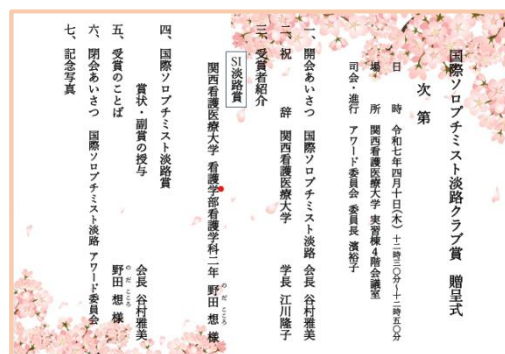 国際ソロプチミスト淡路クラブ賞　贈呈式
次　第
日　時　令和七年四月十日(木)　十二時三〇分～十二時五〇分
場　所　関西看護医療大学　実習棟４階会議室
司会・進行　アワード委員会　委員長　濱裕子
一、開会あいさつ　国際ソロプチミスト淡路　会長　谷村雅美
二、祝　辞　関西看護医療大学　学長　江川隆子
三、受賞者紹介
SI淡路賞
関西看護医療大学　看護学部看護学科二年　野田　想　様
のだ　こころ
四、国際ソロプチミスト淡路賞
賞状・副賞の授与　会長　谷村雅美
五、受賞のことば　野田　想　様
のだ　こころ
六、閉会あいさつ　国際ソロプチミスト淡路　アワード委員会
七、記念写真